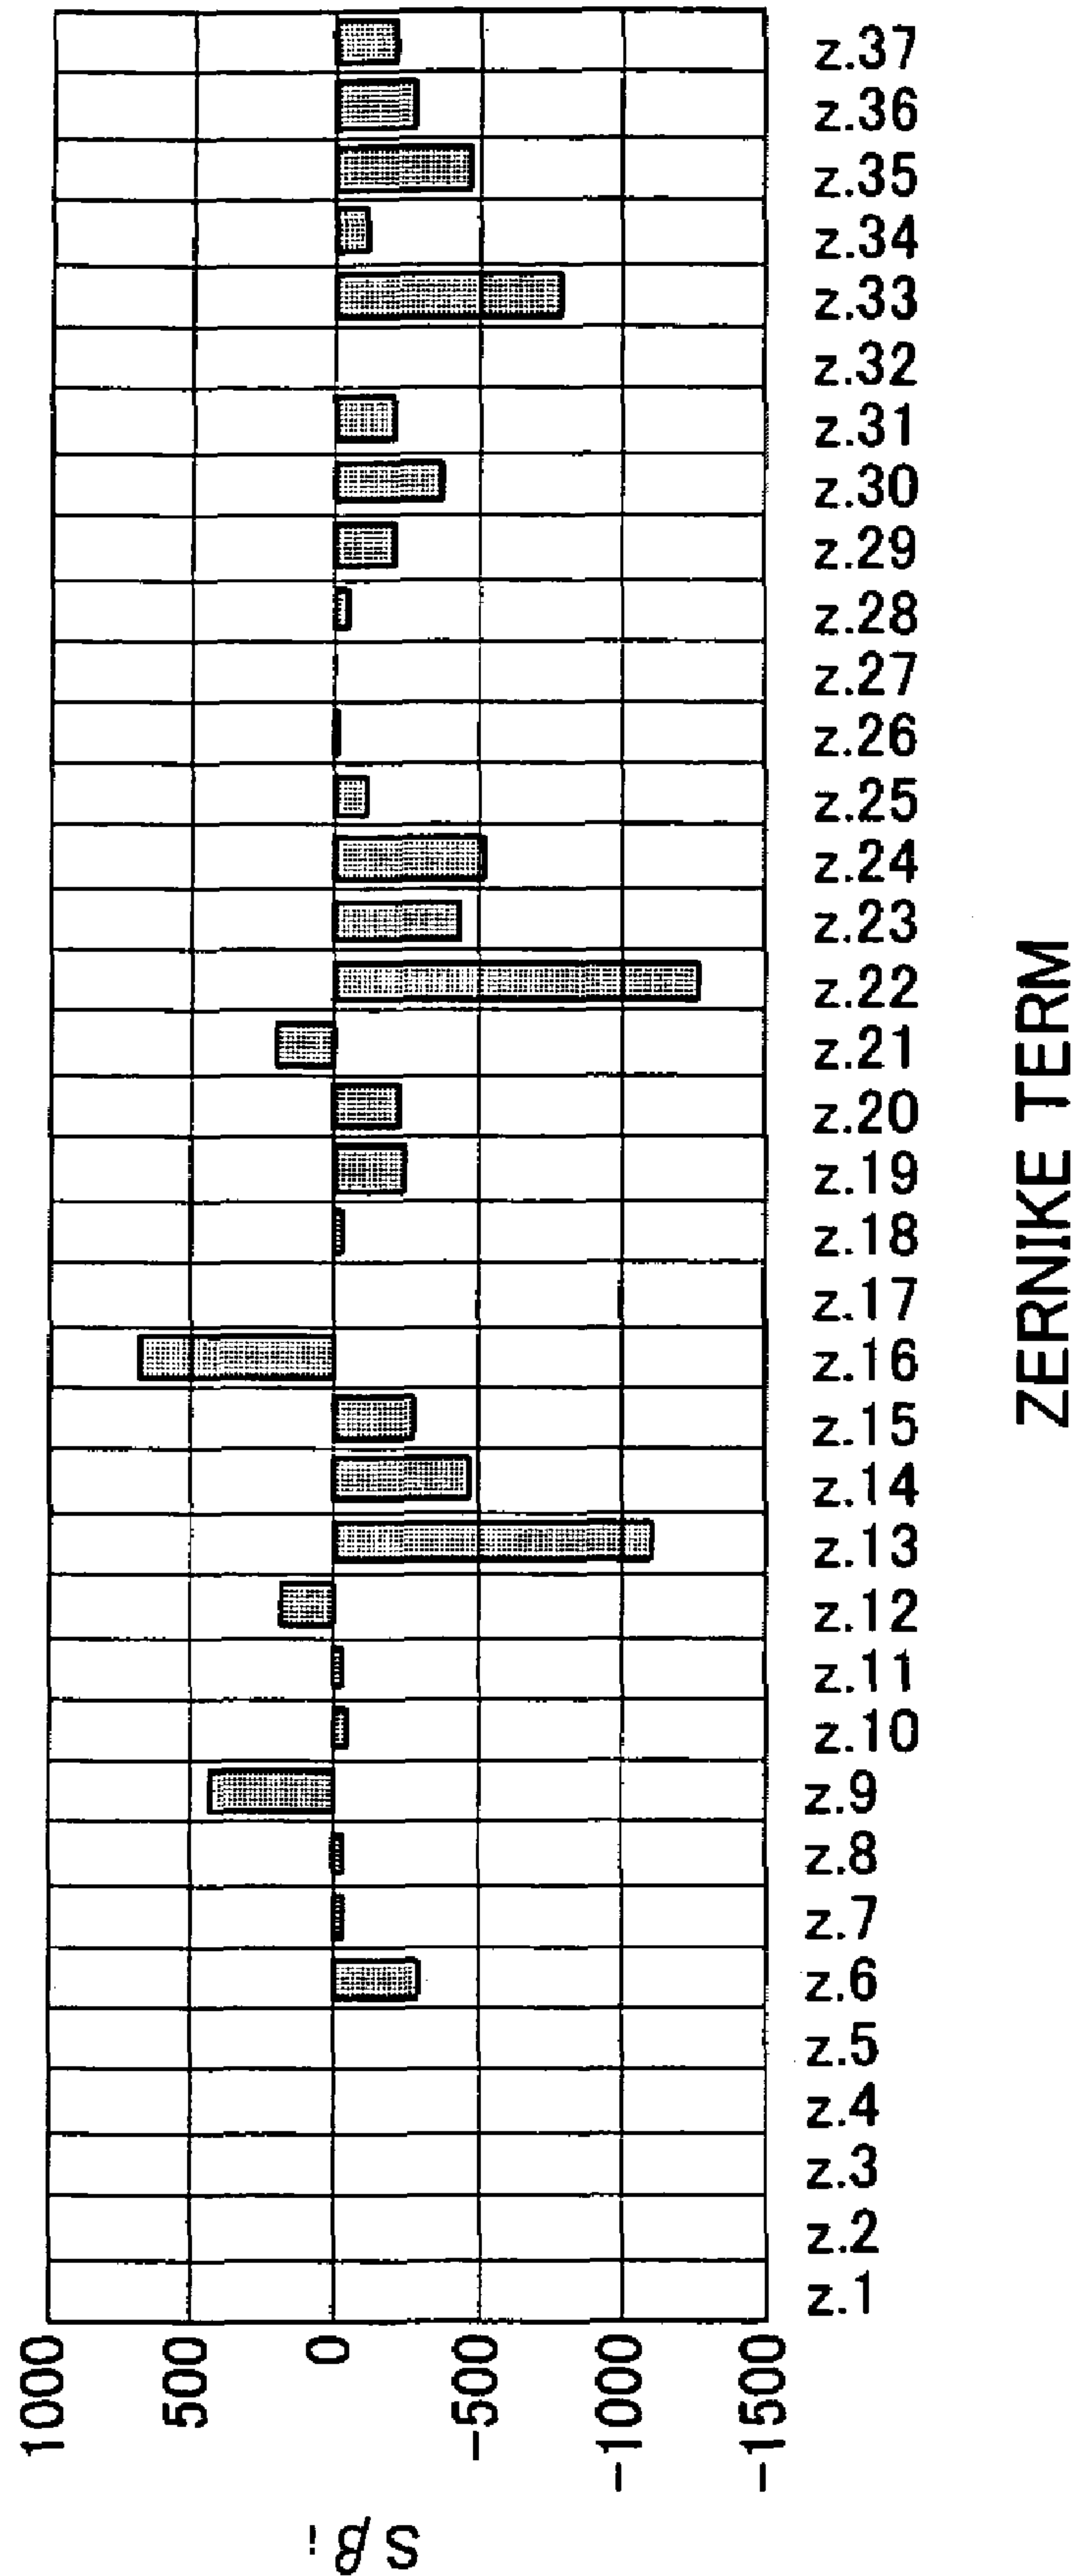 Sβi
1000
500
0
-500
-1000
-1500
z.1
z.2
z.3
z.4
z.5
z.6
z.7
z.8
z.9
z.10
z.11
z.12
z.13
z.14
z.15
z.16
z.17
z.18
z.19
z.20
z.21
z.22
z.23
z.24
z.25
z.26
z.27
z.28
z.29
z.30
z.31
z.32
z.33
z.34
z.35
z.36
z.37
ZERNIKE TERM